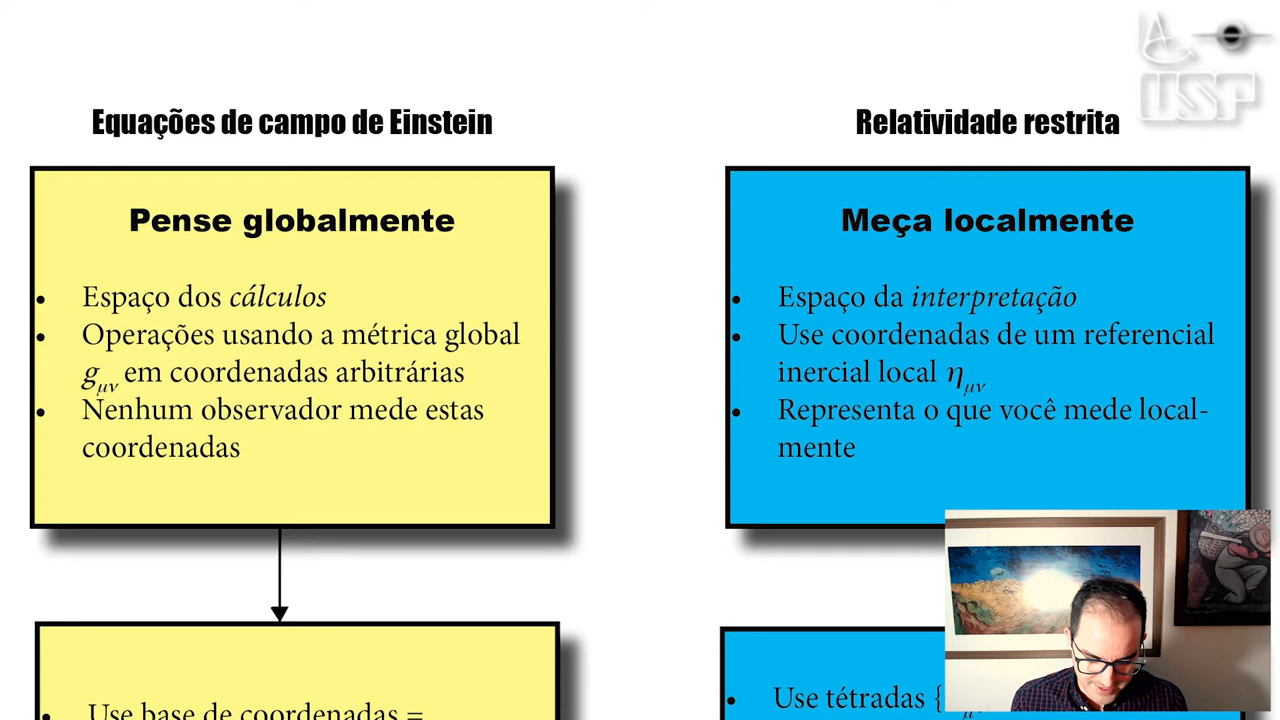 USP
Equações de campo de Einstein
Relatividade restrita
Pense globalmente
• Espaço dos cálculos
• Operações usando a métrica global
gμν em coordenadas arbitrárias
• Nenhum observador mede estas
coordenadas
Meça localmente
• Espaço da interpretação
• Use coordenadas de um referencial
inercial local ημν
• Representa o que você mede local-
mente
• Use base de coordenadas =
• Use tétradas {